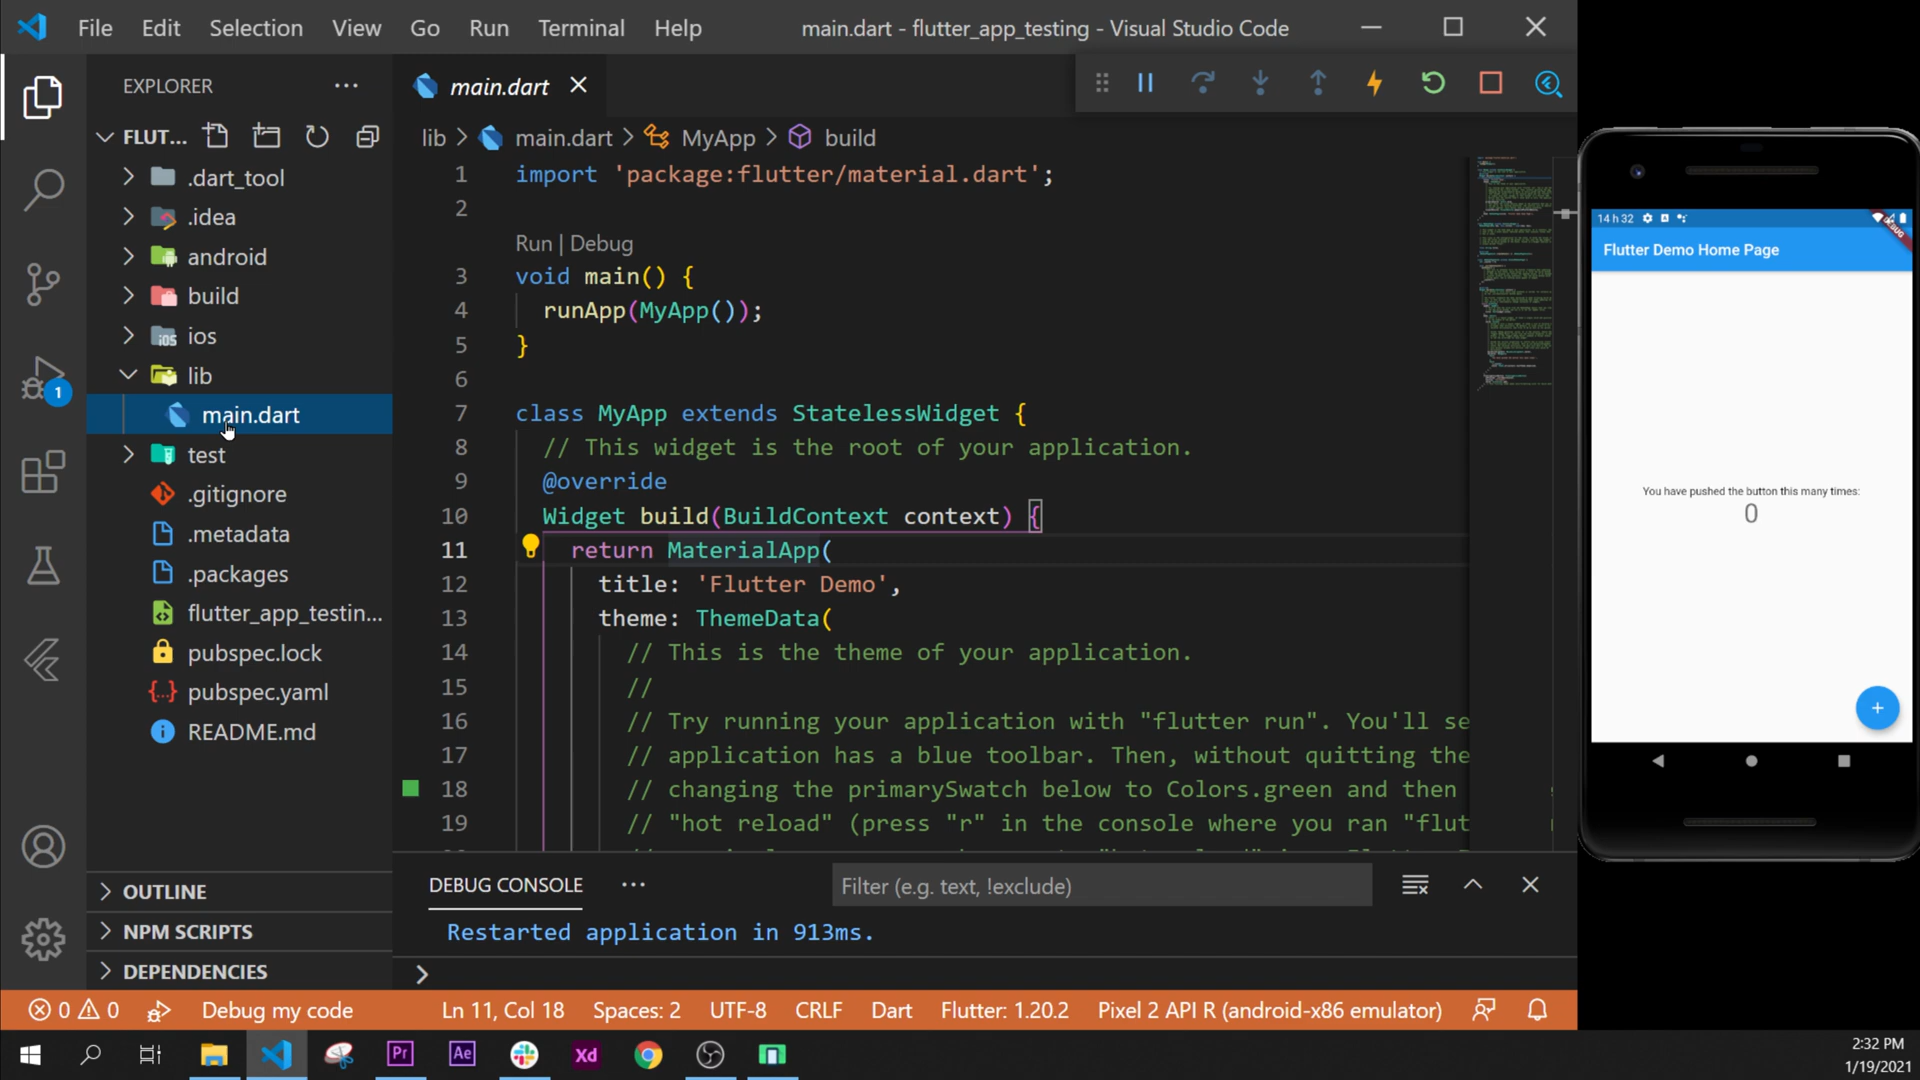 File Edit Selection View Go Run Terminal Help
main.dart - flutter_app_testing - Visual Studio Code
EXPLORER
FLUT...
.dart_tool
.idea
android
build
ios
lib
main.dart
test
.gitignore
.metadata
.packages
flutter_app_testin...
pubspec.lock
pubspec.yaml
README.md
OUTLINE
NPM SCRIPTS
DEPENDENCIES
1
main.dart
lib > main.dart > MyApp > build
1 import 'package:flutter/material.dart';
2
Run | Debug
3 void main() {
4 runApp(MyApp());
5 }
6
7 class MyApp extends StatelessWidget {
8 // This widget is the root of your application.
9 @override
10 Widget build(BuildContext context) {
11 return MaterialApp(
12 title: 'Flutter Demo',
13 theme: ThemeData(
14 // This is the theme of your application.
15 //
16 // Try running your application with "flutter run". You'll se
17 // application has a blue toolbar. Then, without quitting the
18 // changing the primarySwatch below to Colors.green and then
19 // "hot reload" (press "r" in the console where you ran "flut
DEBUG CONSOLE
Filter (e.g. text, !exclude)
Restarted application in 913ms.
0 0 Debug my code Ln 11, Col 18 Spaces: 2 UTF-8 CRLF Dart Flutter: 1.20.2 Pixel 2 API R (android-x86 emulator)
14 h 32
DEBUG
Flutter Demo Home Page
You have pushed the button this many times:
0
+
Pr Ae Xd
2:32 PM
1/19/2021